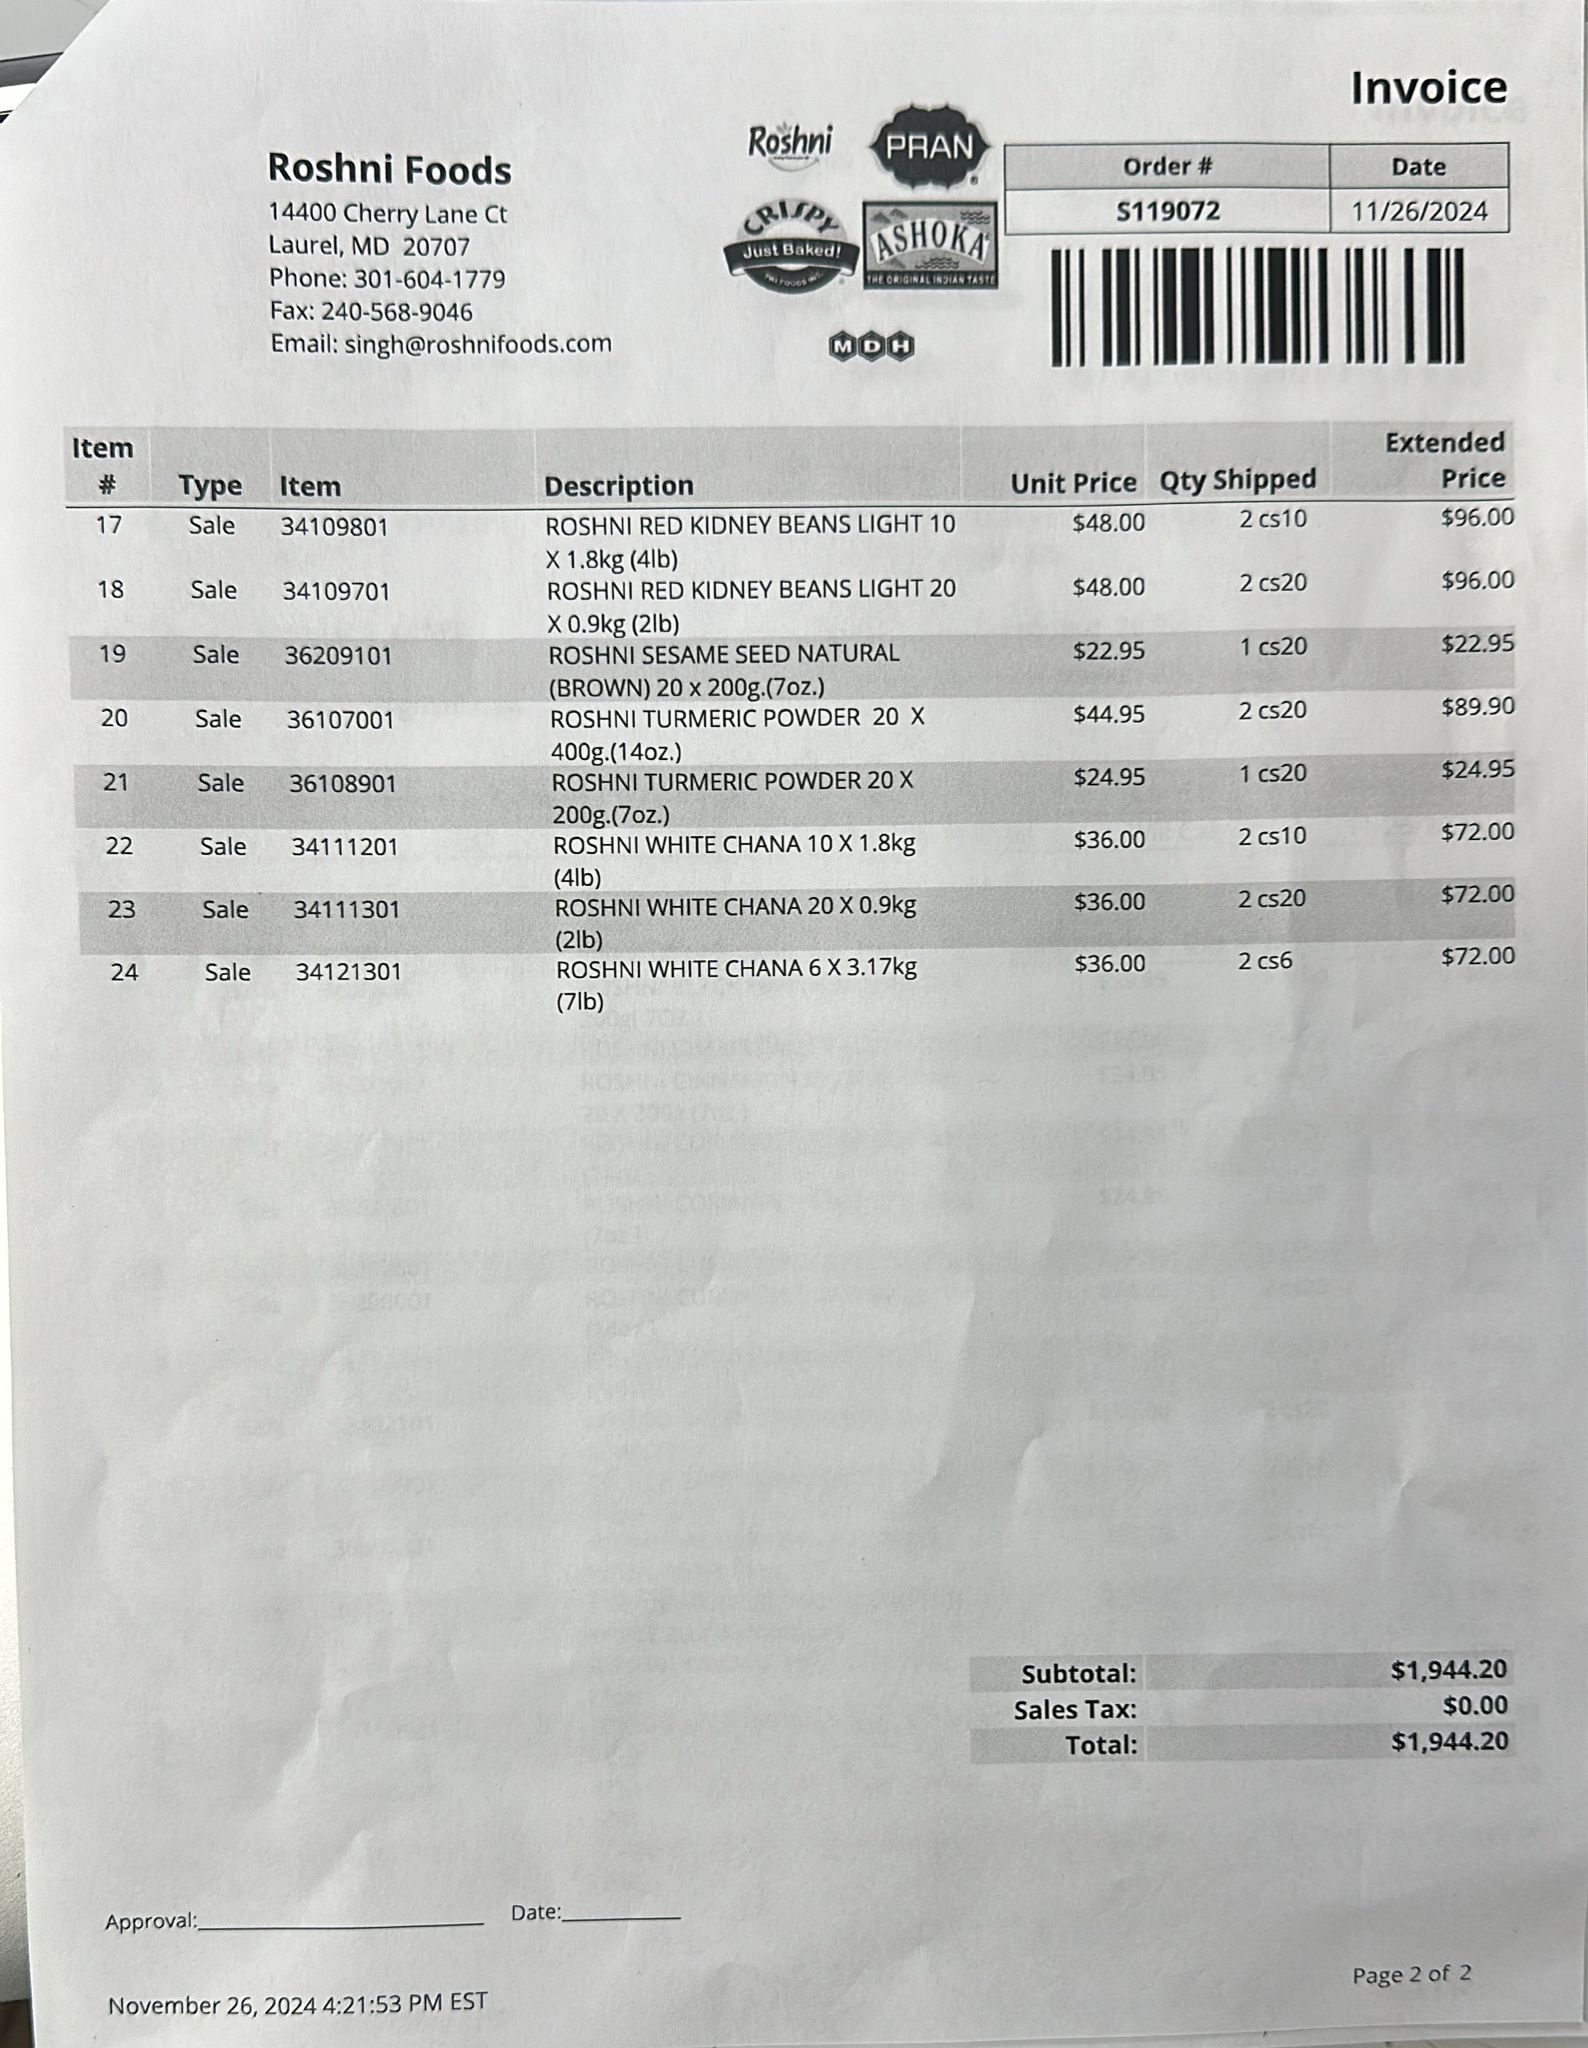 Invoice
Roshni Foods
14400 Cherry Lane Ct
Laurel, MD 20707
Phone: 301-604-1779
Fax: 240-568-9046
Email: singh@roshnifoods.com
Roshni
PRAN
CRISPY
Just Baked!
TWI FOODS INC.
ASHOKA
THE ORIGINAL INDIAN TASTE
MDH
Order # Date
S119072 11/26/2024
Item # Type Item Description Unit Price Qty Shipped Extended Price
17 Sale 34109801 ROSHNI RED KIDNEY BEANS LIGHT 10 $48.00 2 cs10 $96.00
X 1.8kg (4lb)
18 Sale 34109701 ROSHNI RED KIDNEY BEANS LIGHT 20 $48.00 2 cs20 $96.00
X 0.9kg (2lb)
19 Sale 36209101 ROSHNI SESAME SEED NATURAL $22.95 1 cs20 $22.95
(BROWN) 20 x 200g.(7oz.)
20 Sale 36107001 ROSHNI TURMERIC POWDER 20 X $44.95 2 cs20 $89.90
400g.(14oz.)
21 Sale 36108901 ROSHNI TURMERIC POWDER 20 X $24.95 1 cs20 $24.95
200g.(7oz.)
22 Sale 34111201 ROSHNI WHITE CHANA 10 X 1.8kg $36.00 2 cs10 $72.00
(4lb)
23 Sale 34111301 ROSHNI WHITE CHANA 20 X 0.9kg $36.00 2 cs20 $72.00
(2lb)
24 Sale 34121301 ROSHNI WHITE CHANA 6 X 3.17kg $36.00 2 cs6 $72.00
(7lb)
Subtotal: $1,944.20
Sales Tax: $0.00
Total: $1,944.20
Approval:
Date:
November 26, 2024 4:21:53 PM EST
Page 2 of 2